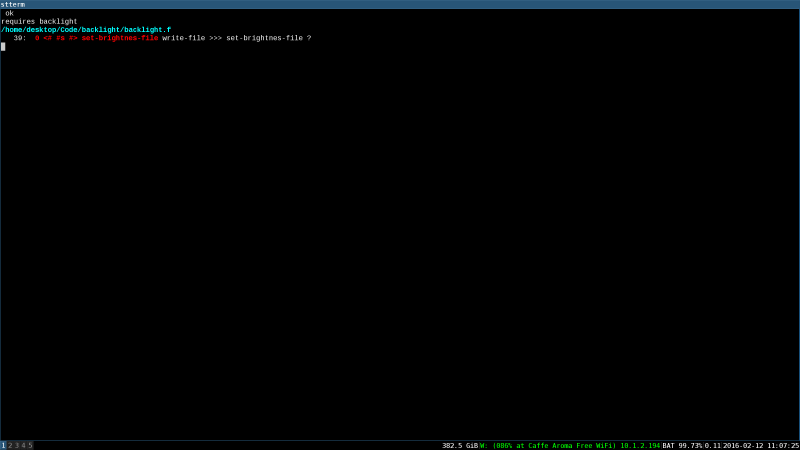 stterm
ok
requires backlight
/home/desktop/Code/backlight/backlight.f
39: 0 <# #s #> set-brightnes-file write-file >>> set-brightnes-file ?
1 2 3 4 5 382.5 GiB W: (086% at Caffe Aroma Free WiFi) 10.1.2.194 BAT 99.73% 0.11 2016-02-12 11:07:25